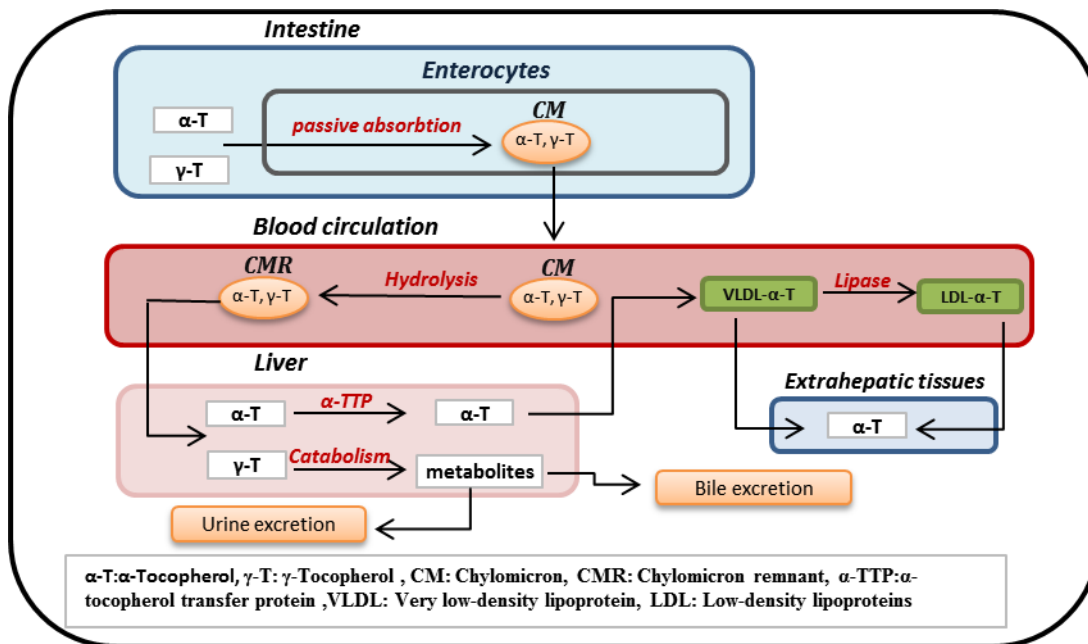 Intestine
Enterocytes
α-T
γ-T
passive absorbtion
CM
α-T, γ-T
Blood circulation
CMR
α-T, γ-T
Hydrolysis
CM
α-T, γ-T
VLDL-α-T
Lipase
LDL-α-T
Liver
α-T
α-TTP
α-T
γ-T
Catabolism
metabolites
Extrahepatic tissues
α-T
Bile excretion
Urine excretion
α-T:α-Tocopherol, γ-T: γ-Tocopherol , CM: Chylomicron, CMR: Chylomicron remnant, α-TTP:α-
tocopherol transfer protein ,VLDL: Very low-density lipoprotein, LDL: Low-density lipoproteins